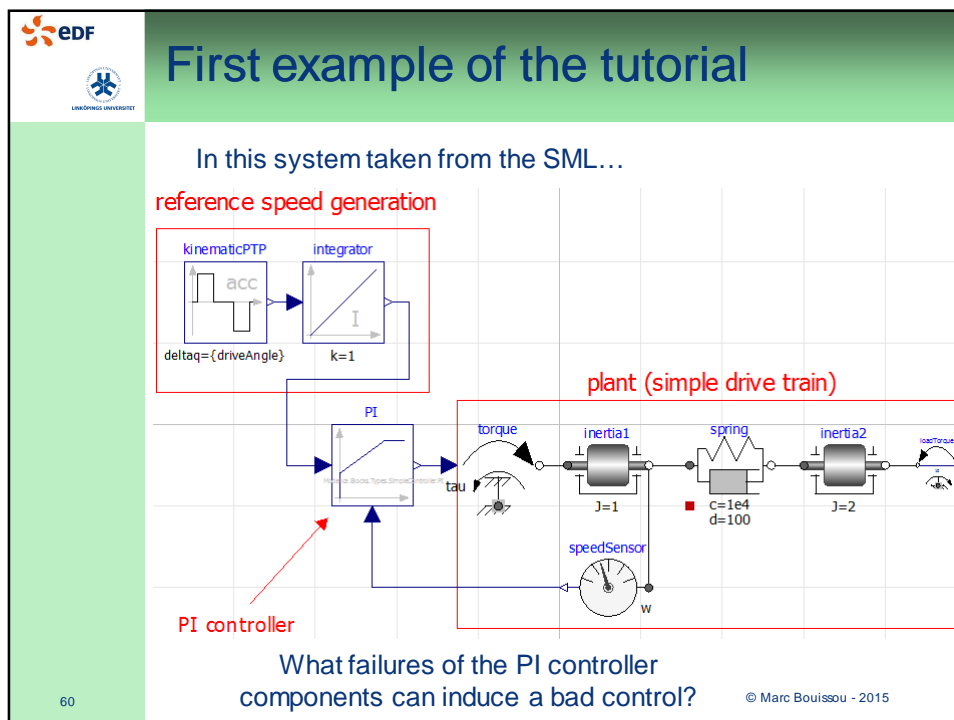 edf
LINKÖPINGS UNIVERSITET
First example of the tutorial
In this system taken from the SML…
reference speed generation
kinematicPTP
integrator
acc
I
deltaq={driveAngle}
k=1
plant (simple drive train)
PI
torque
inertia1
spring
inertia2
loadTorque
tau
J=1
c=1e4
d=100
J=2
speedSensor
w
PI controller
What failures of the PI controller
components can induce a bad control?
60
© Marc Bouissou - 2015